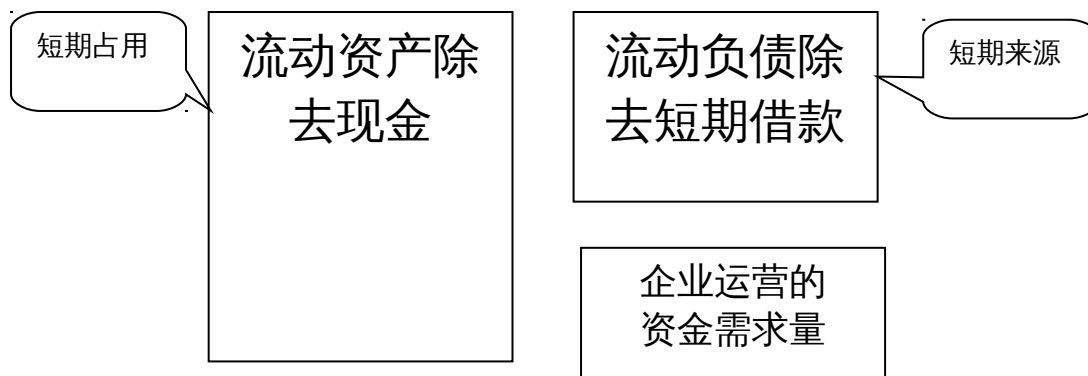 短期占用
流动资产除
去现金
流动负债除
去短期借款
短期来源
企业运营的
资金需求量